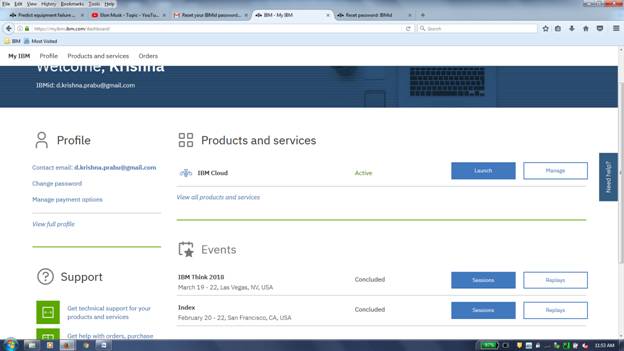 File Edit View History Bookmarks Tools Help
Predict equipment failure ...
Elon Musk - Topic - YouTu...
Reset your IBMid password...
IBM - My IBM
Reset password: IBMid
https://myibm.ibm.com/dashboard/
Search
IBM Most Visited
My IBM Profile Products and services Orders
Welcome, Krishna
IBMid: d.krishna.prabu@gmail.com
Profile
Contact email: d.krishna.prabu@gmail.com
Change password
Manage payment options
View full profile
Products and services
IBM Cloud Active Launch Manage
View all products and services
Need help?
Events
IBM Think 2018
March 19 - 22, Las Vegas, NV, USA
Concluded Sessions Replays
Index
February 20 - 22, San Francisco, CA, USA
Concluded Sessions Replays
Support
Get technical support for your
products and services
Get help with orders, purchase
97%
11:53 AM